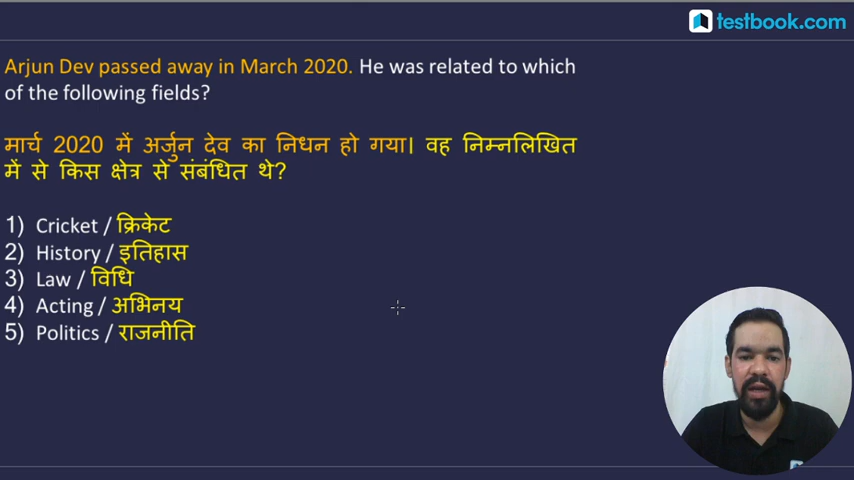 testbook.com
Arjun Dev passed away in March 2020. He was related to which
of the following fields?
मार्च 2020 में अर्जुन देव का निधन हो गया। वह निम्नलिखित
में से किस क्षेत्र से संबंधित थे?
1) Cricket / क्रिकेट
2) History / इतिहास
3) Law / विधि
4) Acting / अभिनय
5) Politics / राजनीति